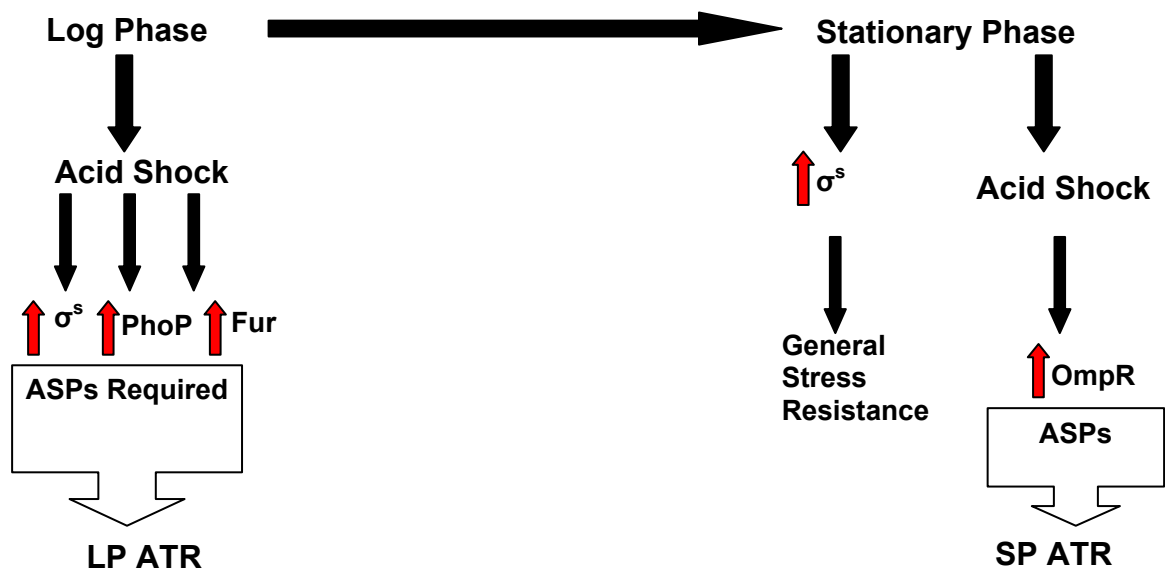 Log Phase
Stationary Phase
Acid Shock
σˢ
Acid Shock
σˢ
PhoP
Fur
General
Stress
Resistance
OmpR
ASPs Required
ASPs
LP ATR
SP ATR